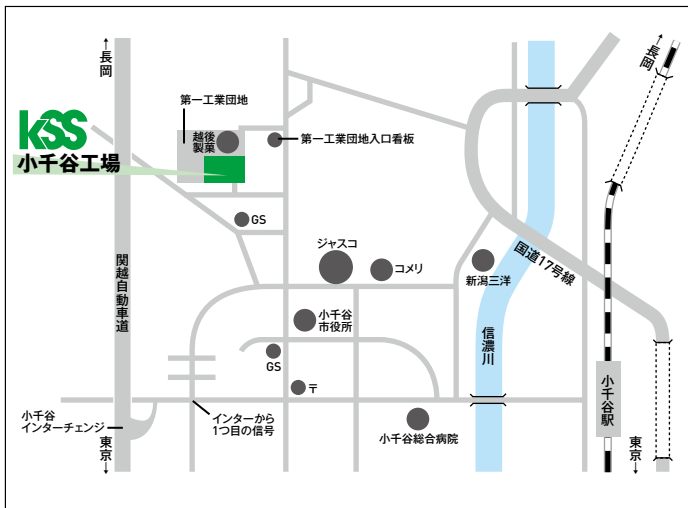 ←長岡
←長岡
第一工業団地
KSS
小千谷工場
越後
製菓
第一工業団地入口看板
GS
ジャスコ
コメリ
新潟三洋
国道17号線
関越自動車道
小千谷
市役所
信濃川
GS
〒
小千谷駅
小千谷
インターチェンジ
インターから
1つ目の信号
小千谷総合病院
東京→
東京→